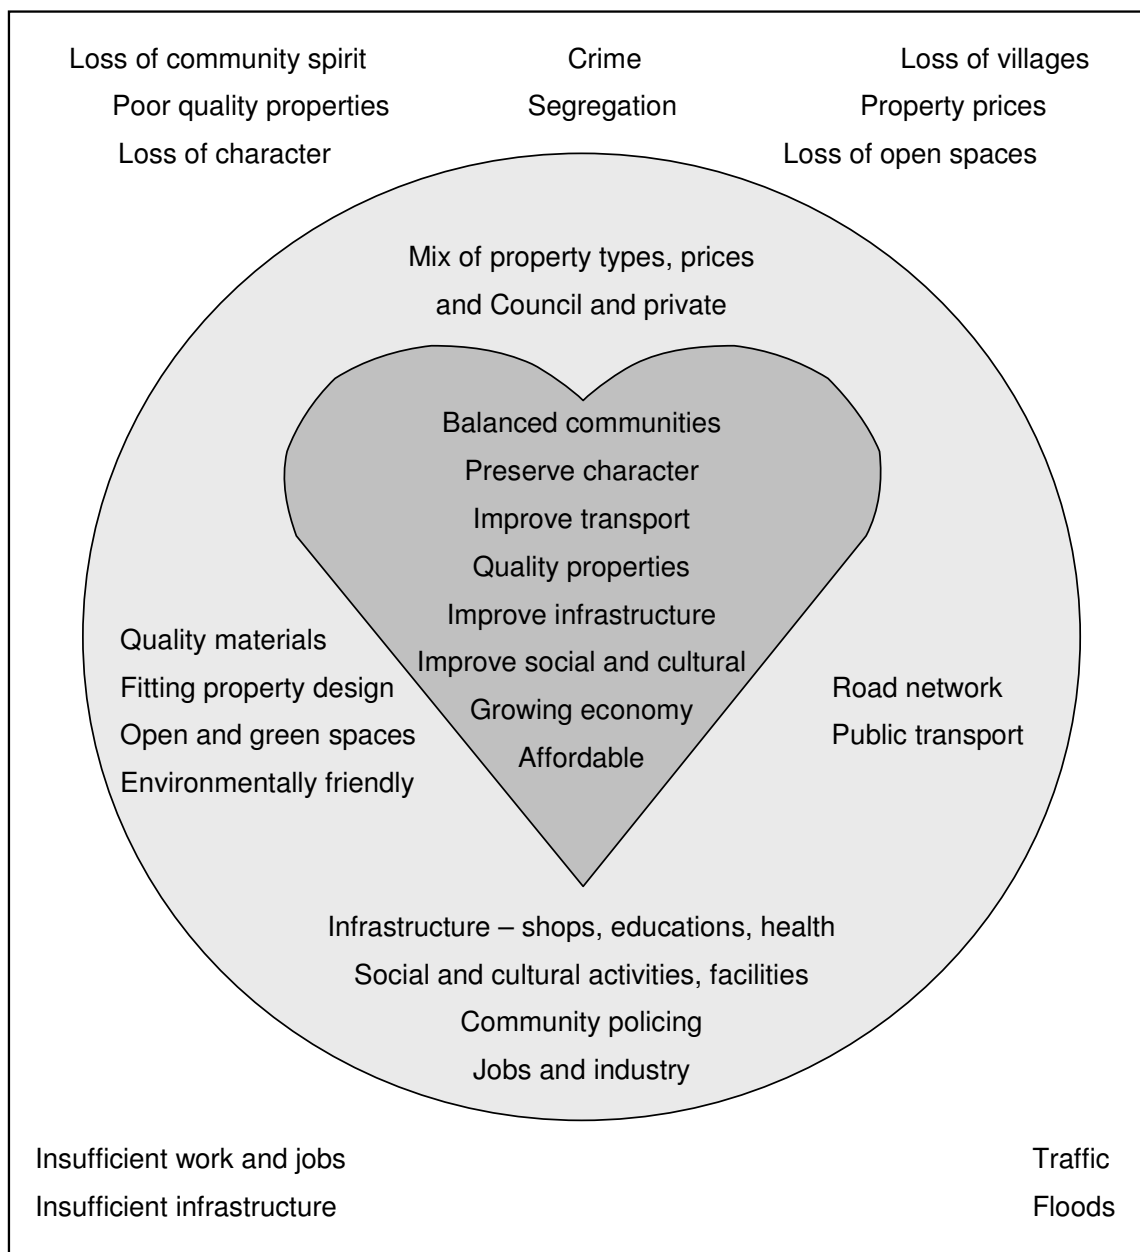 Loss of community spirit
Crime
Loss of villages
Poor quality properties
Segregation
Property prices
Loss of character
Loss of open spaces
Mix of property types, prices
and Council and private
Balanced communities
Preserve character
Improve transport
Quality properties
Improve infrastructure
Improve social and cultural
Growing economy
Affordable
Quality materials
Fitting property design
Open and green spaces
Environmentally friendly
Road network
Public transport
Infrastructure – shops, educations, health
Social and cultural activities, facilities
Community policing
Jobs and industry
Insufficient work and jobs
Insufficient infrastructure
Traffic
Floods